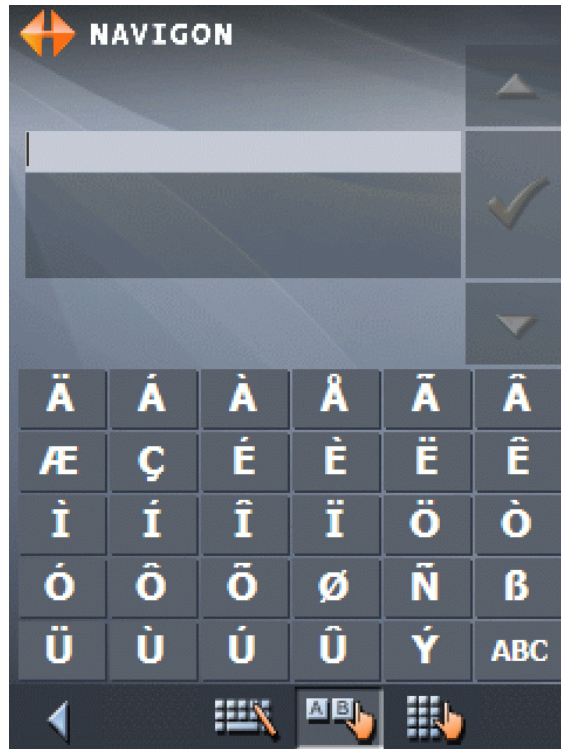 NAVIGON
Ä Á À Å Ã Â
Æ Ç É È Ë Ê
Ì Í Î Ï Ö Ò
Ó Ô Õ Ø Ñ ß
Ü Ù Ú Û Ý ABC
A B